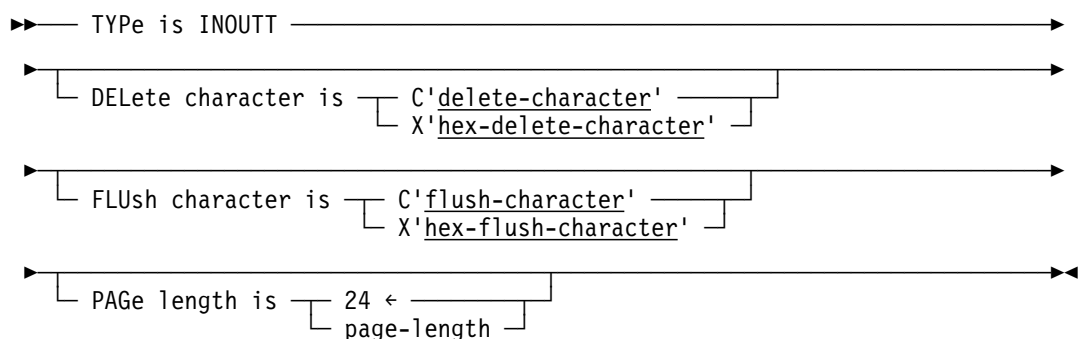 TYPe is INOUTT
DELete character is C'delete-character'
X'hex-delete-character'
FLUsh character is C'flush-character'
X'hex-flush-character'
PAGe length is 24 ←
page-length